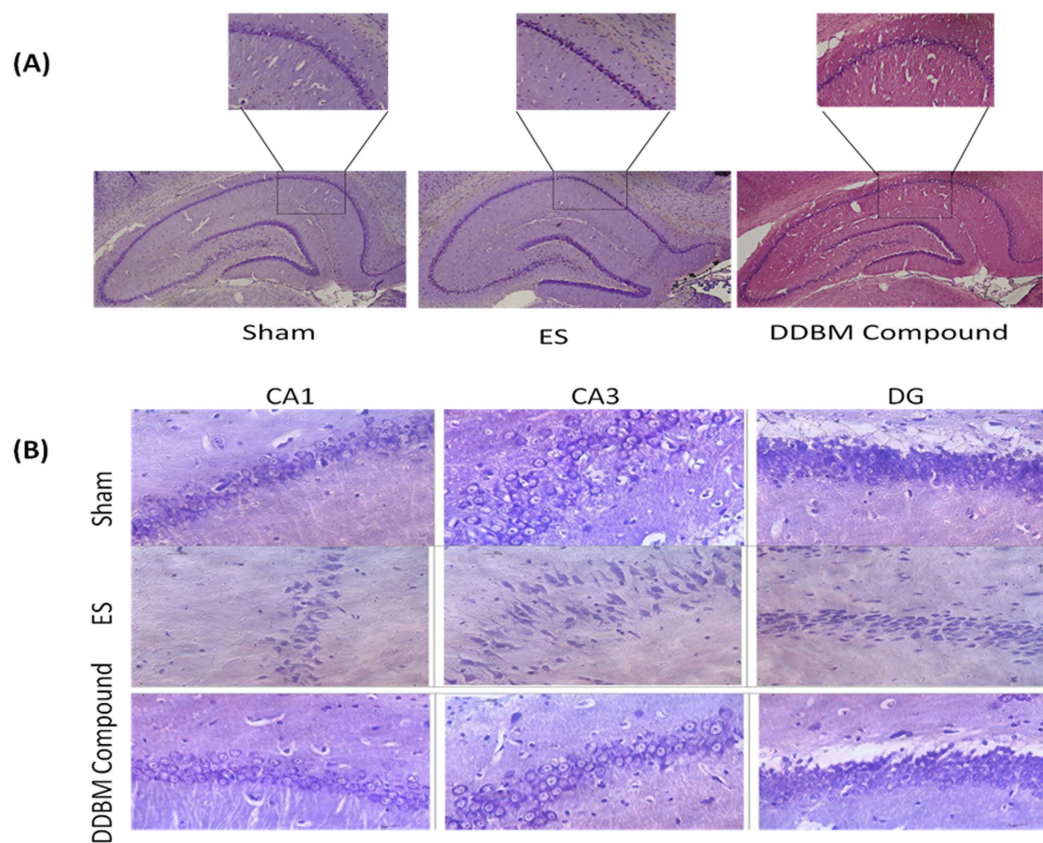 (A)
Sham
ES
DDBM Compound
CA1
CA3
DG
(B)
Sham
ES
DDBM Compound